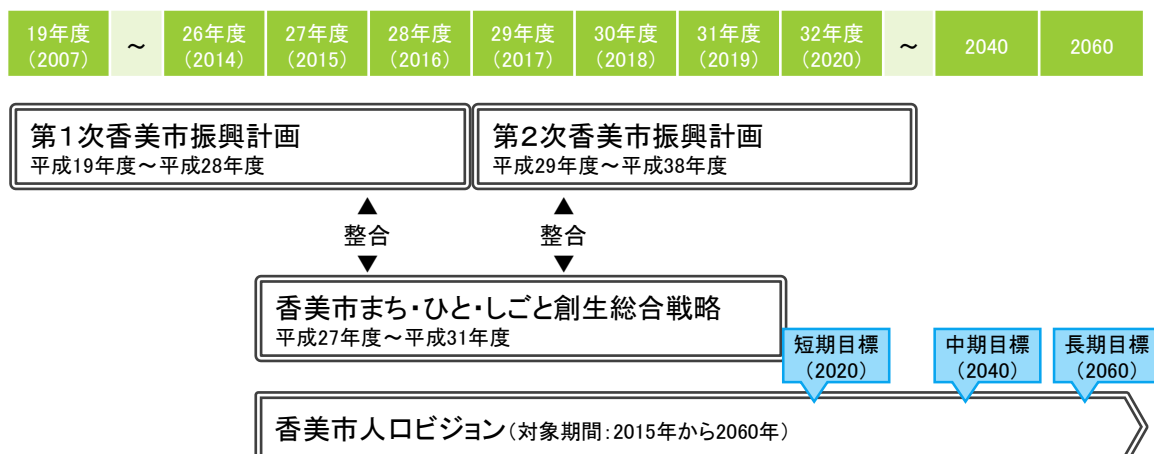 19年度 ～ 26年度 27年度 28年度 29年度 30年度 31年度 32年度 ～ 2040 2060
(2007) (2014) (2015) (2016) (2017) (2018) (2019) (2020)
第1次香美市振興計画
平成19年度～平成28年度
第2次香美市振興計画
平成29年度～平成38年度
▲ ▲
整合 整合
▼ ▼
香美市まち・ひと・しごと創生総合戦略
平成27年度～平成31年度
短期目標 中期目標 長期目標
(2020) (2040) (2060)
香美市人口ビジョン(対象期間:2015年から2060年)